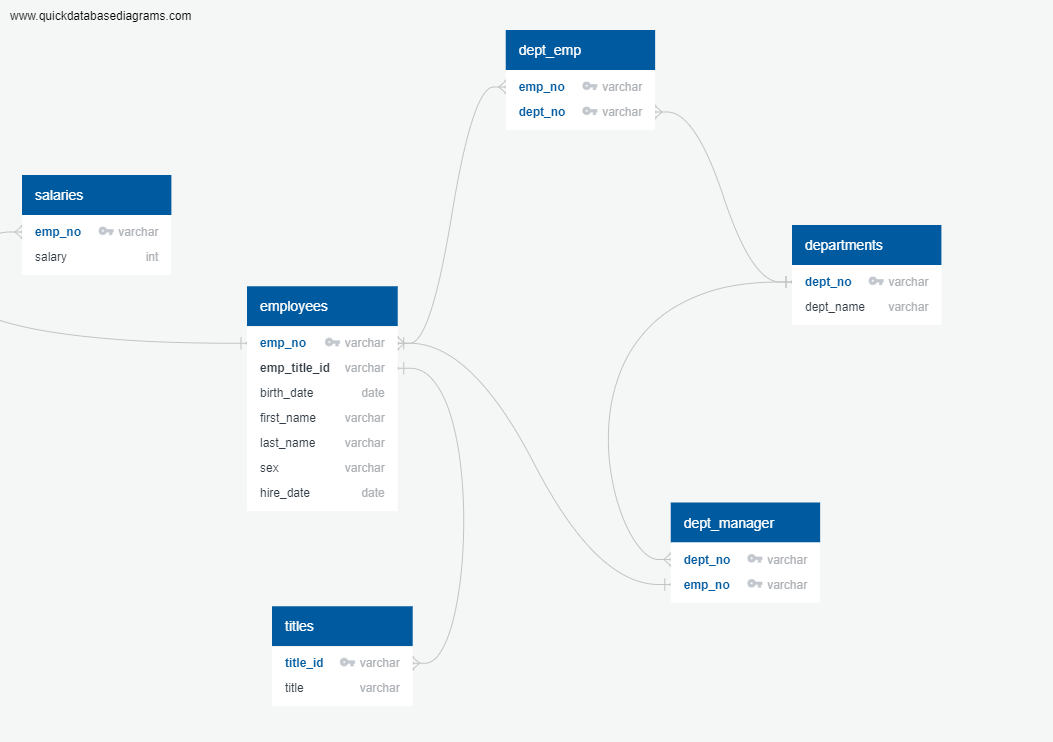 www.quickdatabasediagrams.com
dept_emp
emp_no varchar
dept_no varchar
salaries
emp_no varchar
salary int
departments
dept_no varchar
dept_name varchar
employees
emp_no varchar
emp_title_id varchar
birth_date date
first_name varchar
last_name varchar
sex varchar
hire_date date
dept_manager
dept_no varchar
emp_no varchar
titles
title_id varchar
title varchar